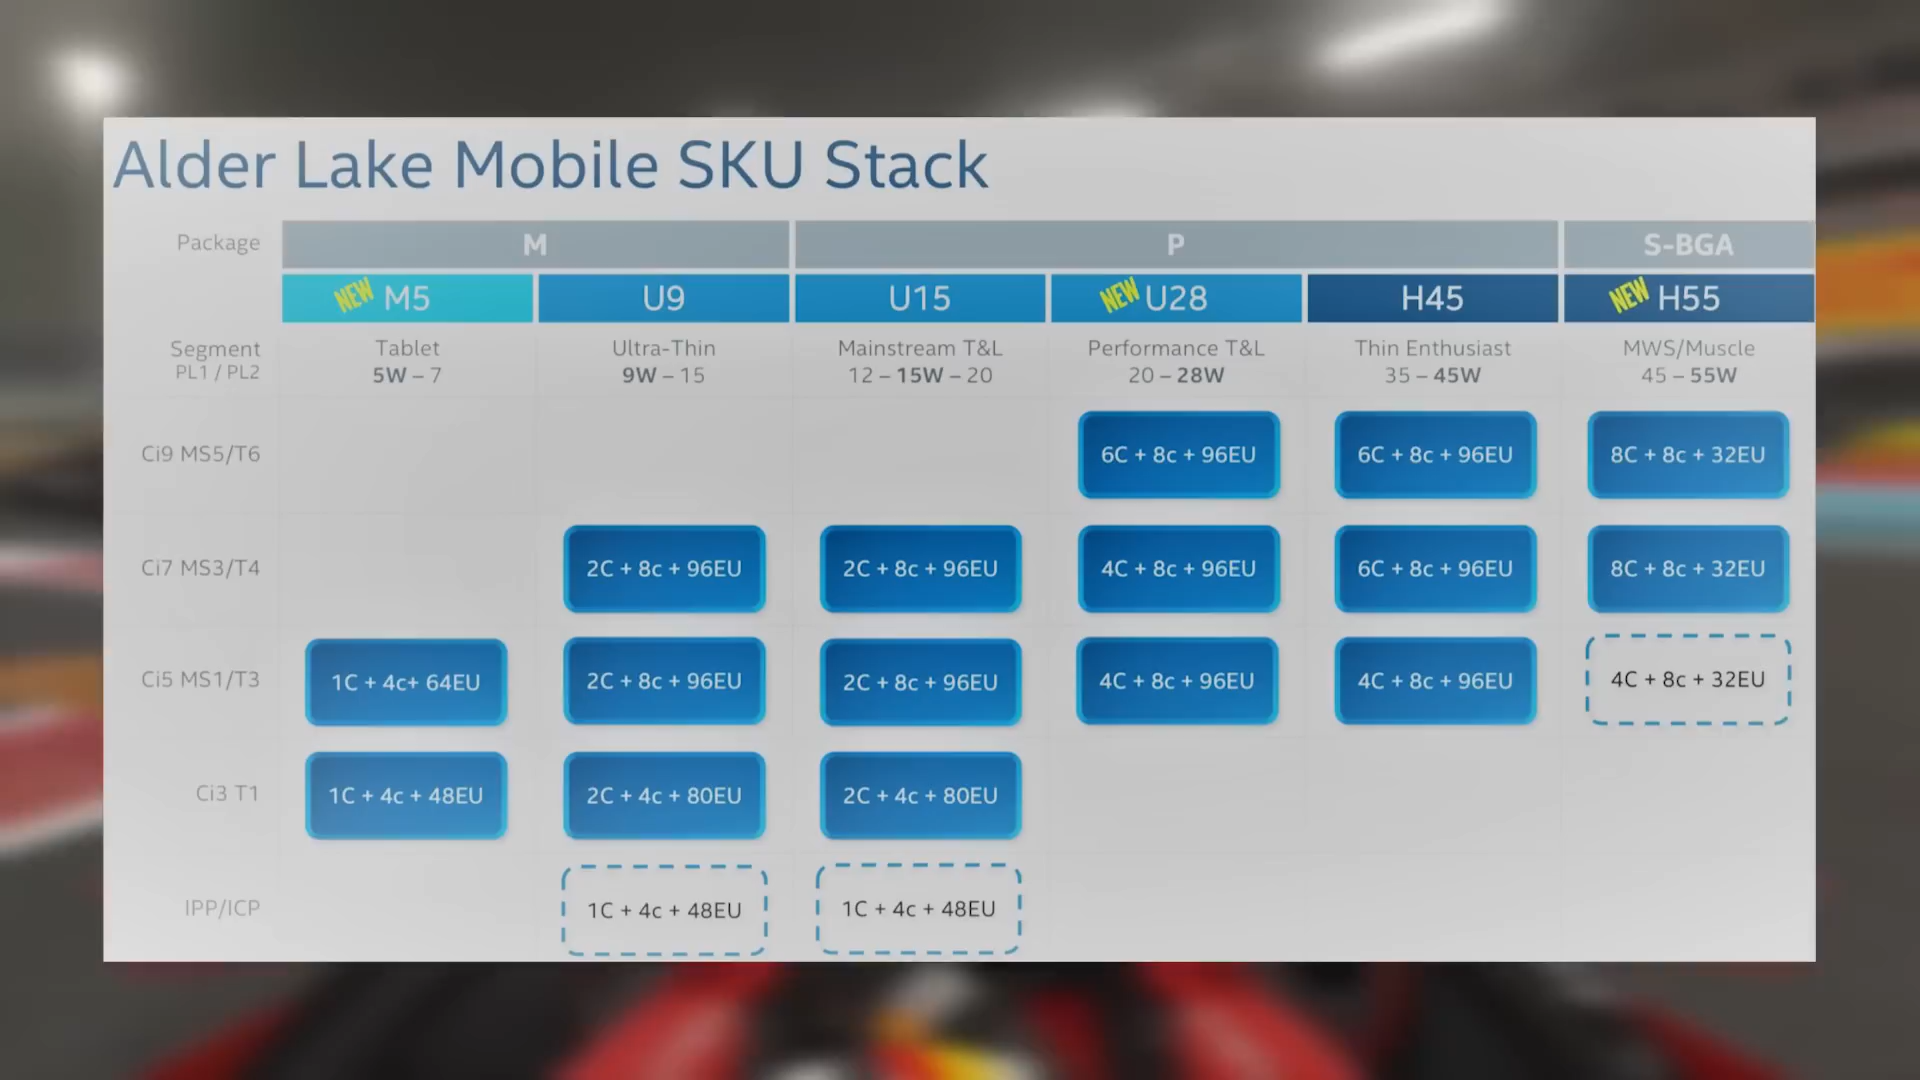 Alder Lake Mobile SKU Stack
Package M P S-BGA
NEW M5 U9 U15 NEW U28 H45 NEW H55
Segment Tablet Ultra-Thin Mainstream T&L Performance T&L Thin Enthusiast MWS/Muscle
PL1 / PL2 5W – 7 9W – 15 12 – 15W – 20 20 – 28W 35 – 45W 45 – 55W
Ci9 MS5/T6 6C + 8c + 96EU 6C + 8c + 96EU 8C + 8c + 32EU
Ci7 MS3/T4 2C + 8c + 96EU 2C + 8c + 96EU 4C + 8c + 96EU 6C + 8c + 96EU 8C + 8c + 32EU
Ci5 MS1/T3 1C + 4c+ 64EU 2C + 8c + 96EU 2C + 8c + 96EU 4C + 8c + 96EU 4C + 8c + 96EU 4C + 8c + 32EU
Ci3 T1 1C + 4c + 48EU 2C + 4c + 80EU 2C + 4c + 80EU
IPP/ICP 1C + 4c + 48EU 1C + 4c + 48EU